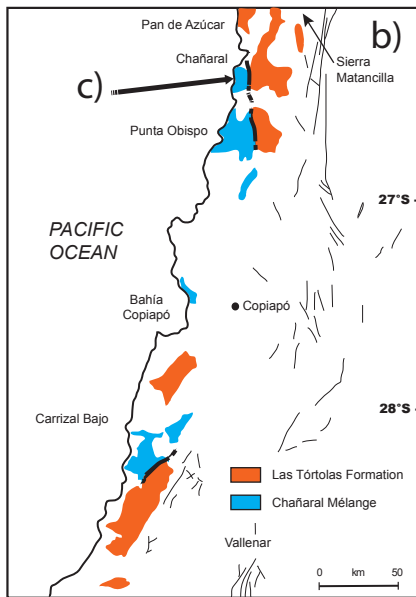 Pan de Azúcar
b)
Chañaral
Sierra
Matancilla
c)
Punta Obispo
27°S
PACIFIC
OCEAN
Bahía
Copiapó
Copiapó
28°S
Carrizal Bajo
Las Tórtolas Formation
Chañaral Mélange
Vallenar
0 km 50